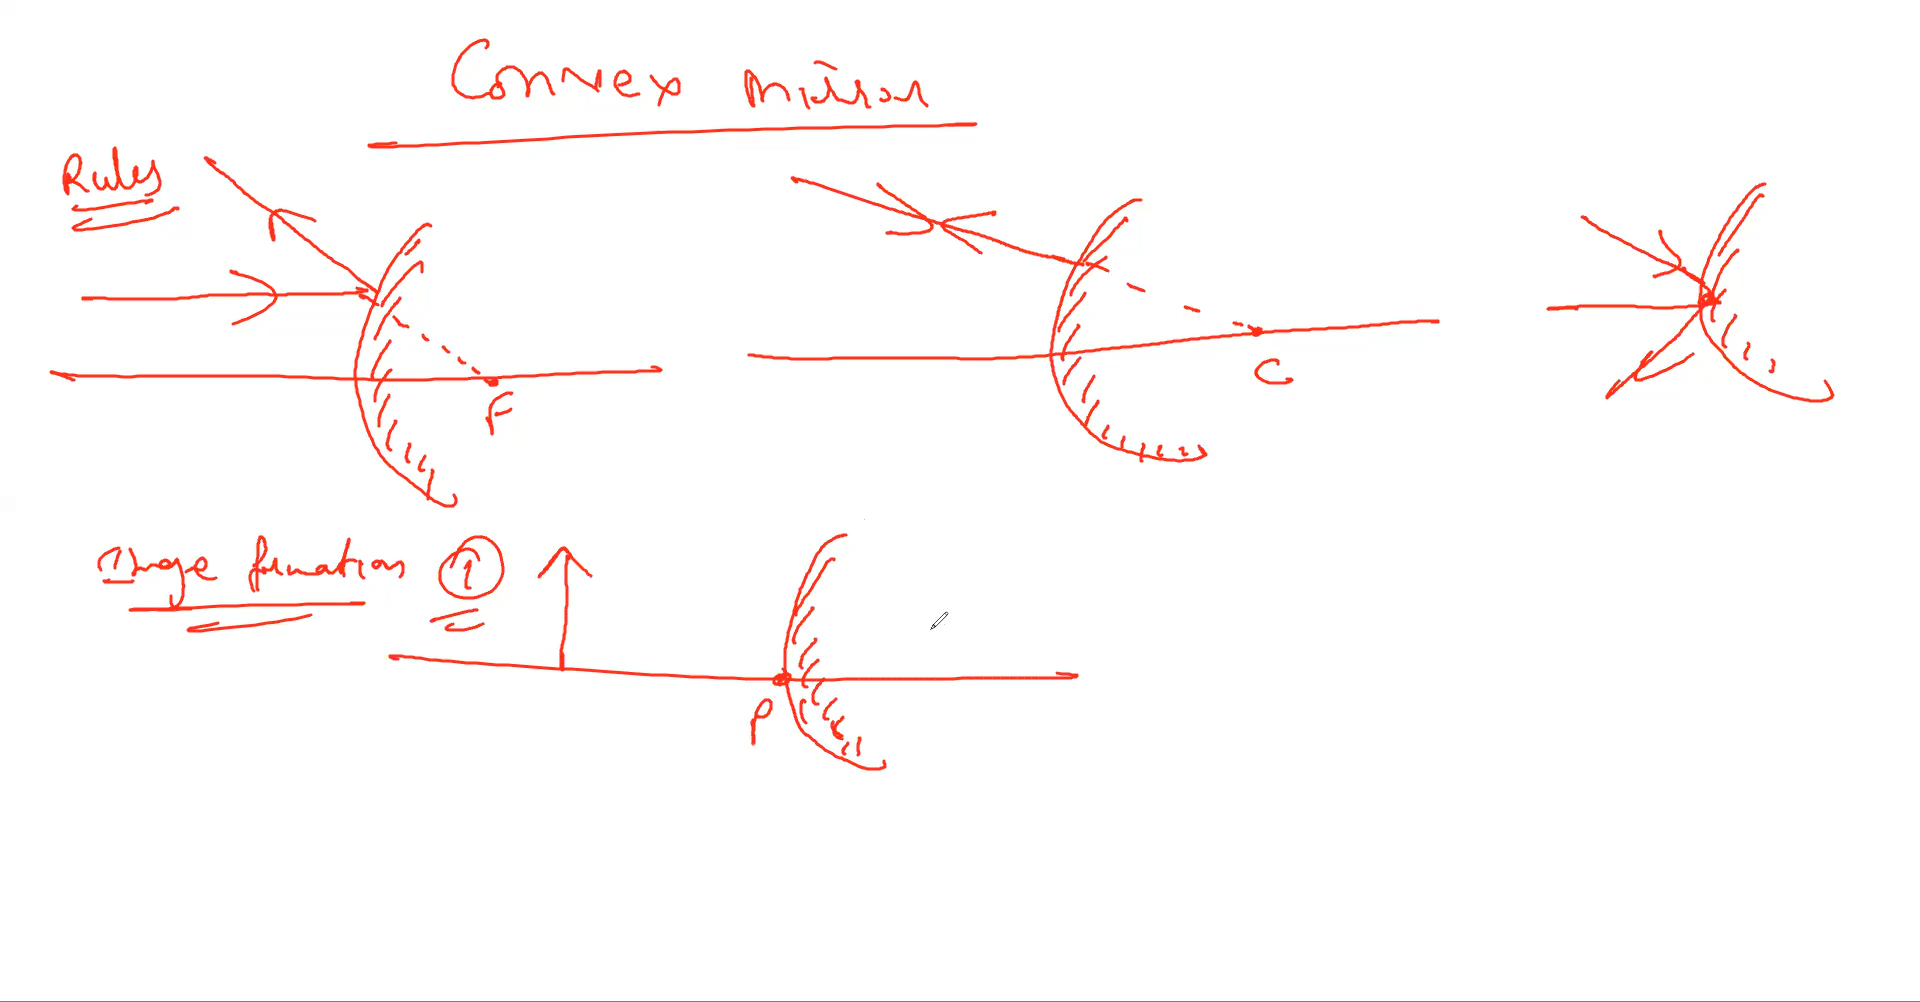 Convex mirror
Rules
F
C
Image formation 1
P